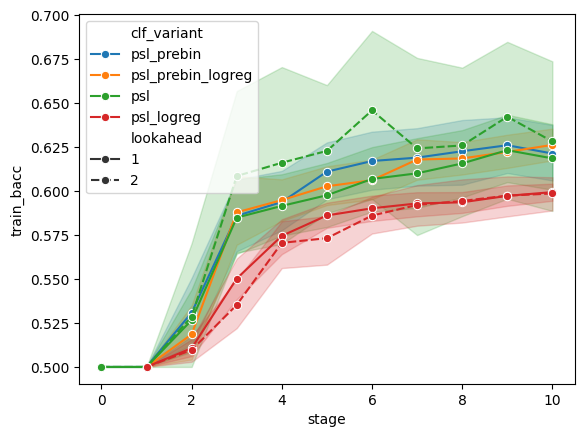 0.700
0.675
0.650
0.625
0.600
0.575
0.550
0.525
0.500
train_bacc
clf_variant
psl_prebin
psl_prebin_logreg
psl
psl_logreg
lookahead
1
2
0 2 4 6 8 10
stage